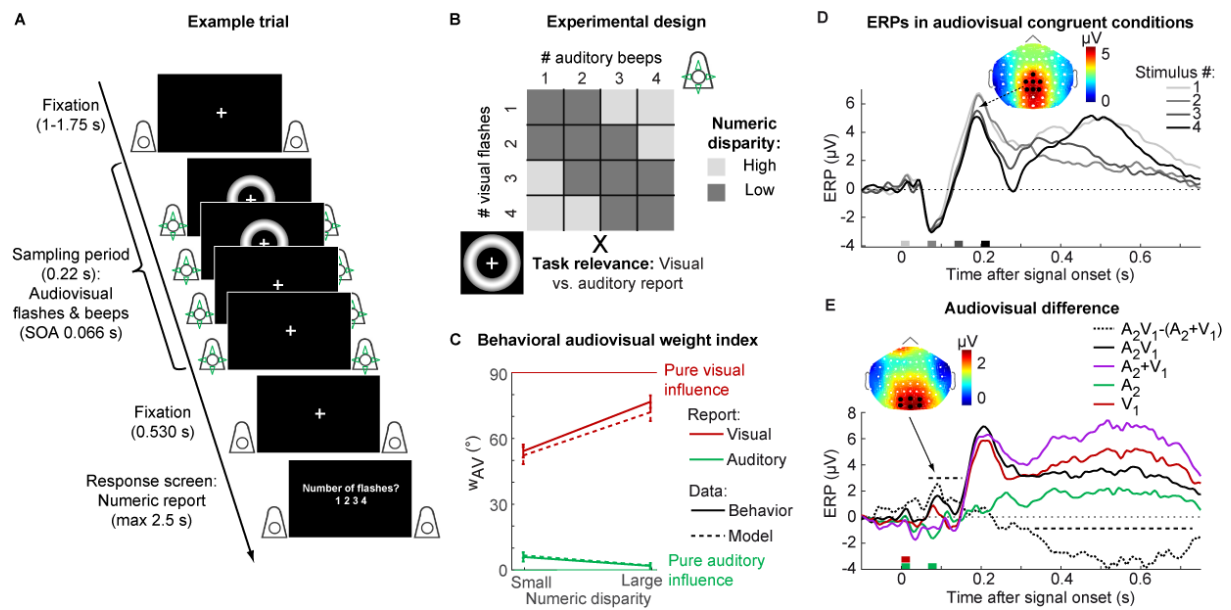 A
Example trial
Fixation
(1-1.75 s)
Sampling period
(0.22 s):
Audiovisual
flashes & beeps
(SOA 0.066 s)
Fixation
(0.530 s)
Response screen:
Numeric report
(max 2.5 s)
Number of flashes?
1 2 3 4
B
Experimental design
# auditory beeps
1 2 3 4
# visual flashes
1
2
3
4
Numeric
disparity:
High
Low
X
Task relevance: Visual
vs. auditory report
C Behavioral audiovisual weight index
Pure visual
influence
90
60
30
0
wAV (°)
Report:
Visual
Auditory
Data:
Behavior
Model
Pure auditory
influence
Small
Large
Numeric disparity
D ERPs in audiovisual congruent conditions
µV
5
0
Stimulus #:
1
2
3
4
6
4
2
0
-2
-4
ERP (µV)
0 0.2 0.4 0.6
Time after signal onset (s)
E
Audiovisual difference
µV
2
0
A2V1-(A2+V1)
A2V1
A2+V1
A2
V1
8
6
4
2
0
-2
-4
ERP (µV)
0 0.2 0.4 0.6
Time after signal onset (s)